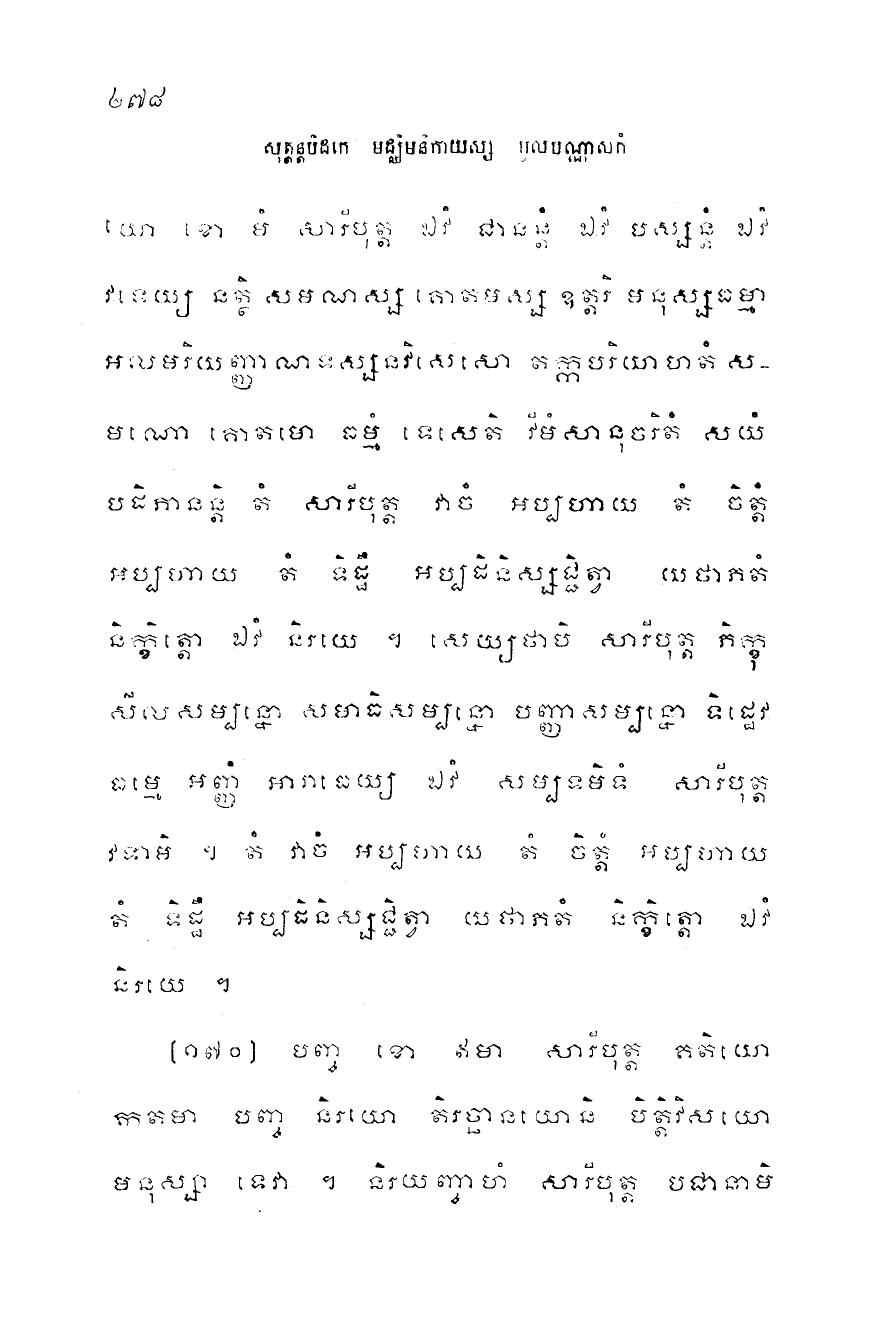 ២៧៨
សុត្តន្តបិដកេ មជ្ឈិមនិកាយស្ស មូលបណ្ណាសកំ
យោ ខោ មំ សារីបុត្ត ឯវំ ជានន្តំ ឯវំ បស្សន្តំ ឯវំ
វទេយ្យ នត្ថិ សមណស្ស គោតមស្ស ឧត្តរិ មនុស្សធម្មា
អលមរិយញ្ញាណទស្សនវិសេសោ តក្កបរិយាហតំ ស-
មណោ គោតមោ ធម្មំ ទេសេតិ វីមំសានុចរិតំ សយំ
បដិភានន្តិ តំ សារីបុត្ត វាចំ អប្បហាយ តំ ចិត្តំ
អប្បហាយ តំ ទិដ្ឋឹ អប្បដិនិស្សជ្ជិត្វា យថាភតំ
និក្ខិត្តោ ឯវំ និរយេ ។ សេយ្យថាបិ សារីបុត្ត ភិក្ខុ
សីលសម្បន្នោ សមាធិសម្បន្នោ បញ្ញាសម្បន្នោ ទិដ្ឋេវ
ធម្មេ អញ្ញំ អារាធេយ្យ ឯវំ សម្បទមិទំ សារីបុត្ត
វទាមិ ។ តំ វាចំ អប្បហាយ តំ ចិត្តំ អប្បហាយ
តំ ទិដ្ឋឹ អប្បដិនិស្សជ្ជិត្វា យថាភតំ និក្ខិត្តោ ឯវំ
និរយេ ។
(១៧០) បញ្ច ខោ ឥមា សារីបុត្ត គតិយោ
កតមា បញ្ច និរយោ តិរច្ឆានយោនិ បិត្តិវិសយោ
មនុស្សា ទេវា ។ និរយញ្ចាហំ សារីបុត្ត បជានាមិ